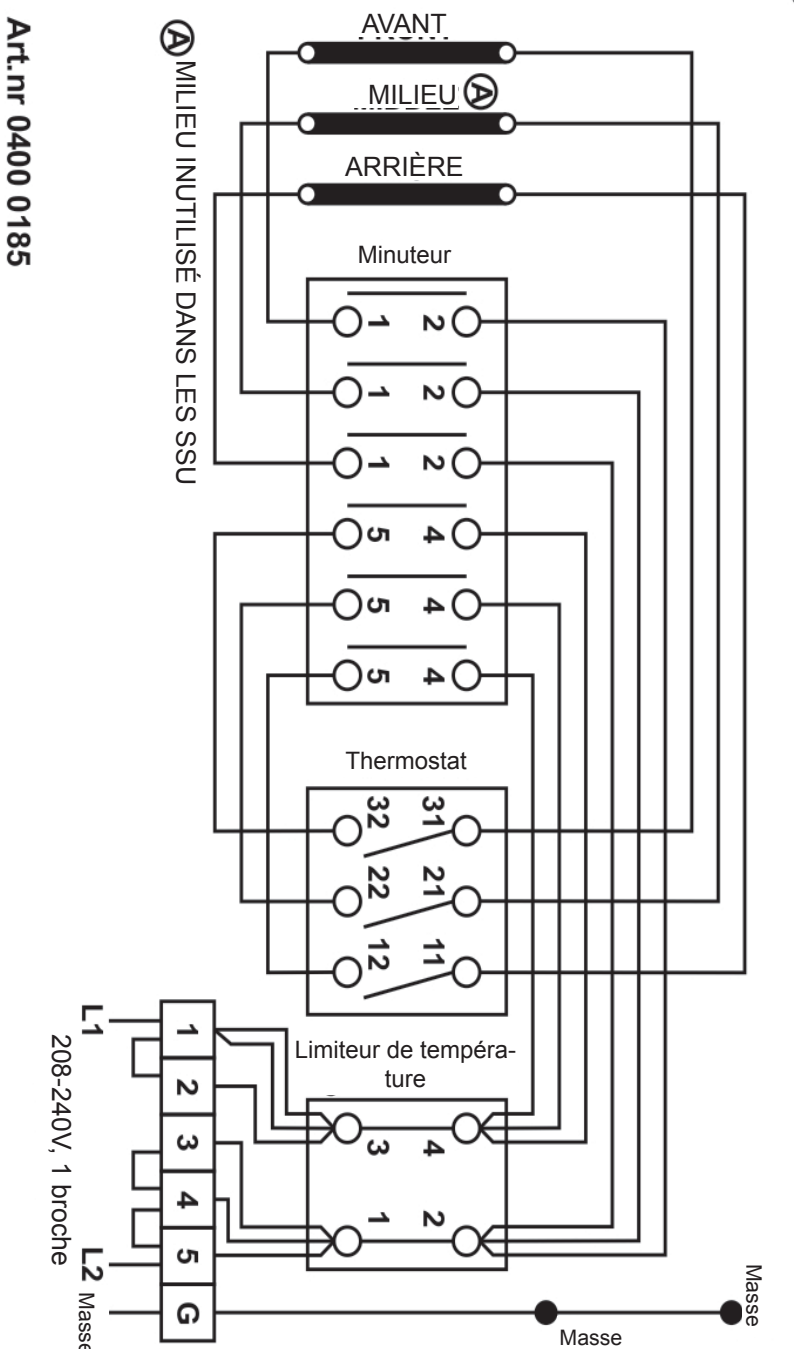 AVANT
MILIEU Ⓐ
ARRIÈRE
Minuteur
1 2
1 2
1 2
5 4
5 4
5 4
Thermostat
32 31
22 21
12 11
Limiteur de tempéra-
ture
3 4
1 2
1
2
3
4
5
G
L1
208-240V, 1 broche
L2
Masse
Masse
Masse
Ⓐ MILIEU INUTILISÉ DANS LES SSU
Art.nr 0400 0185